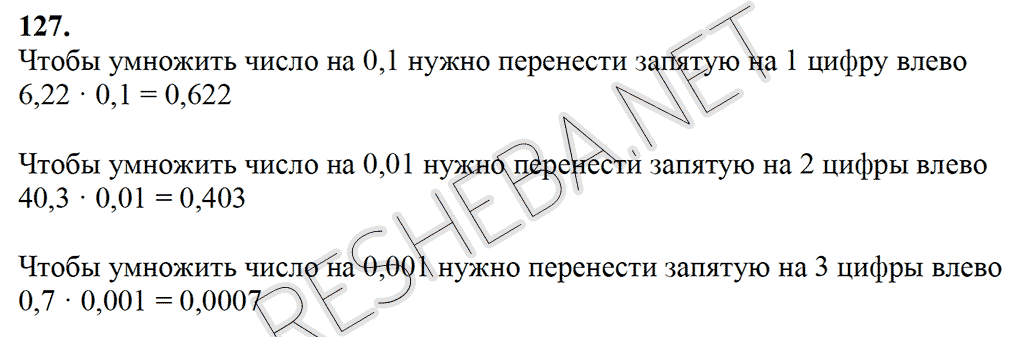 127.
Чтобы умножить число на 0,1 нужно перенести запятую на 1 цифру влево
6,22 · 0,1 = 0,622
Чтобы умножить число на 0,01 нужно перенести запятую на 2 цифры влево
40,3 · 0,01 = 0,403
Чтобы умножить число на 0,001 нужно перенести запятую на 3 цифры влево
0,7 · 0,001 = 0,0007
RESHEBA.NET